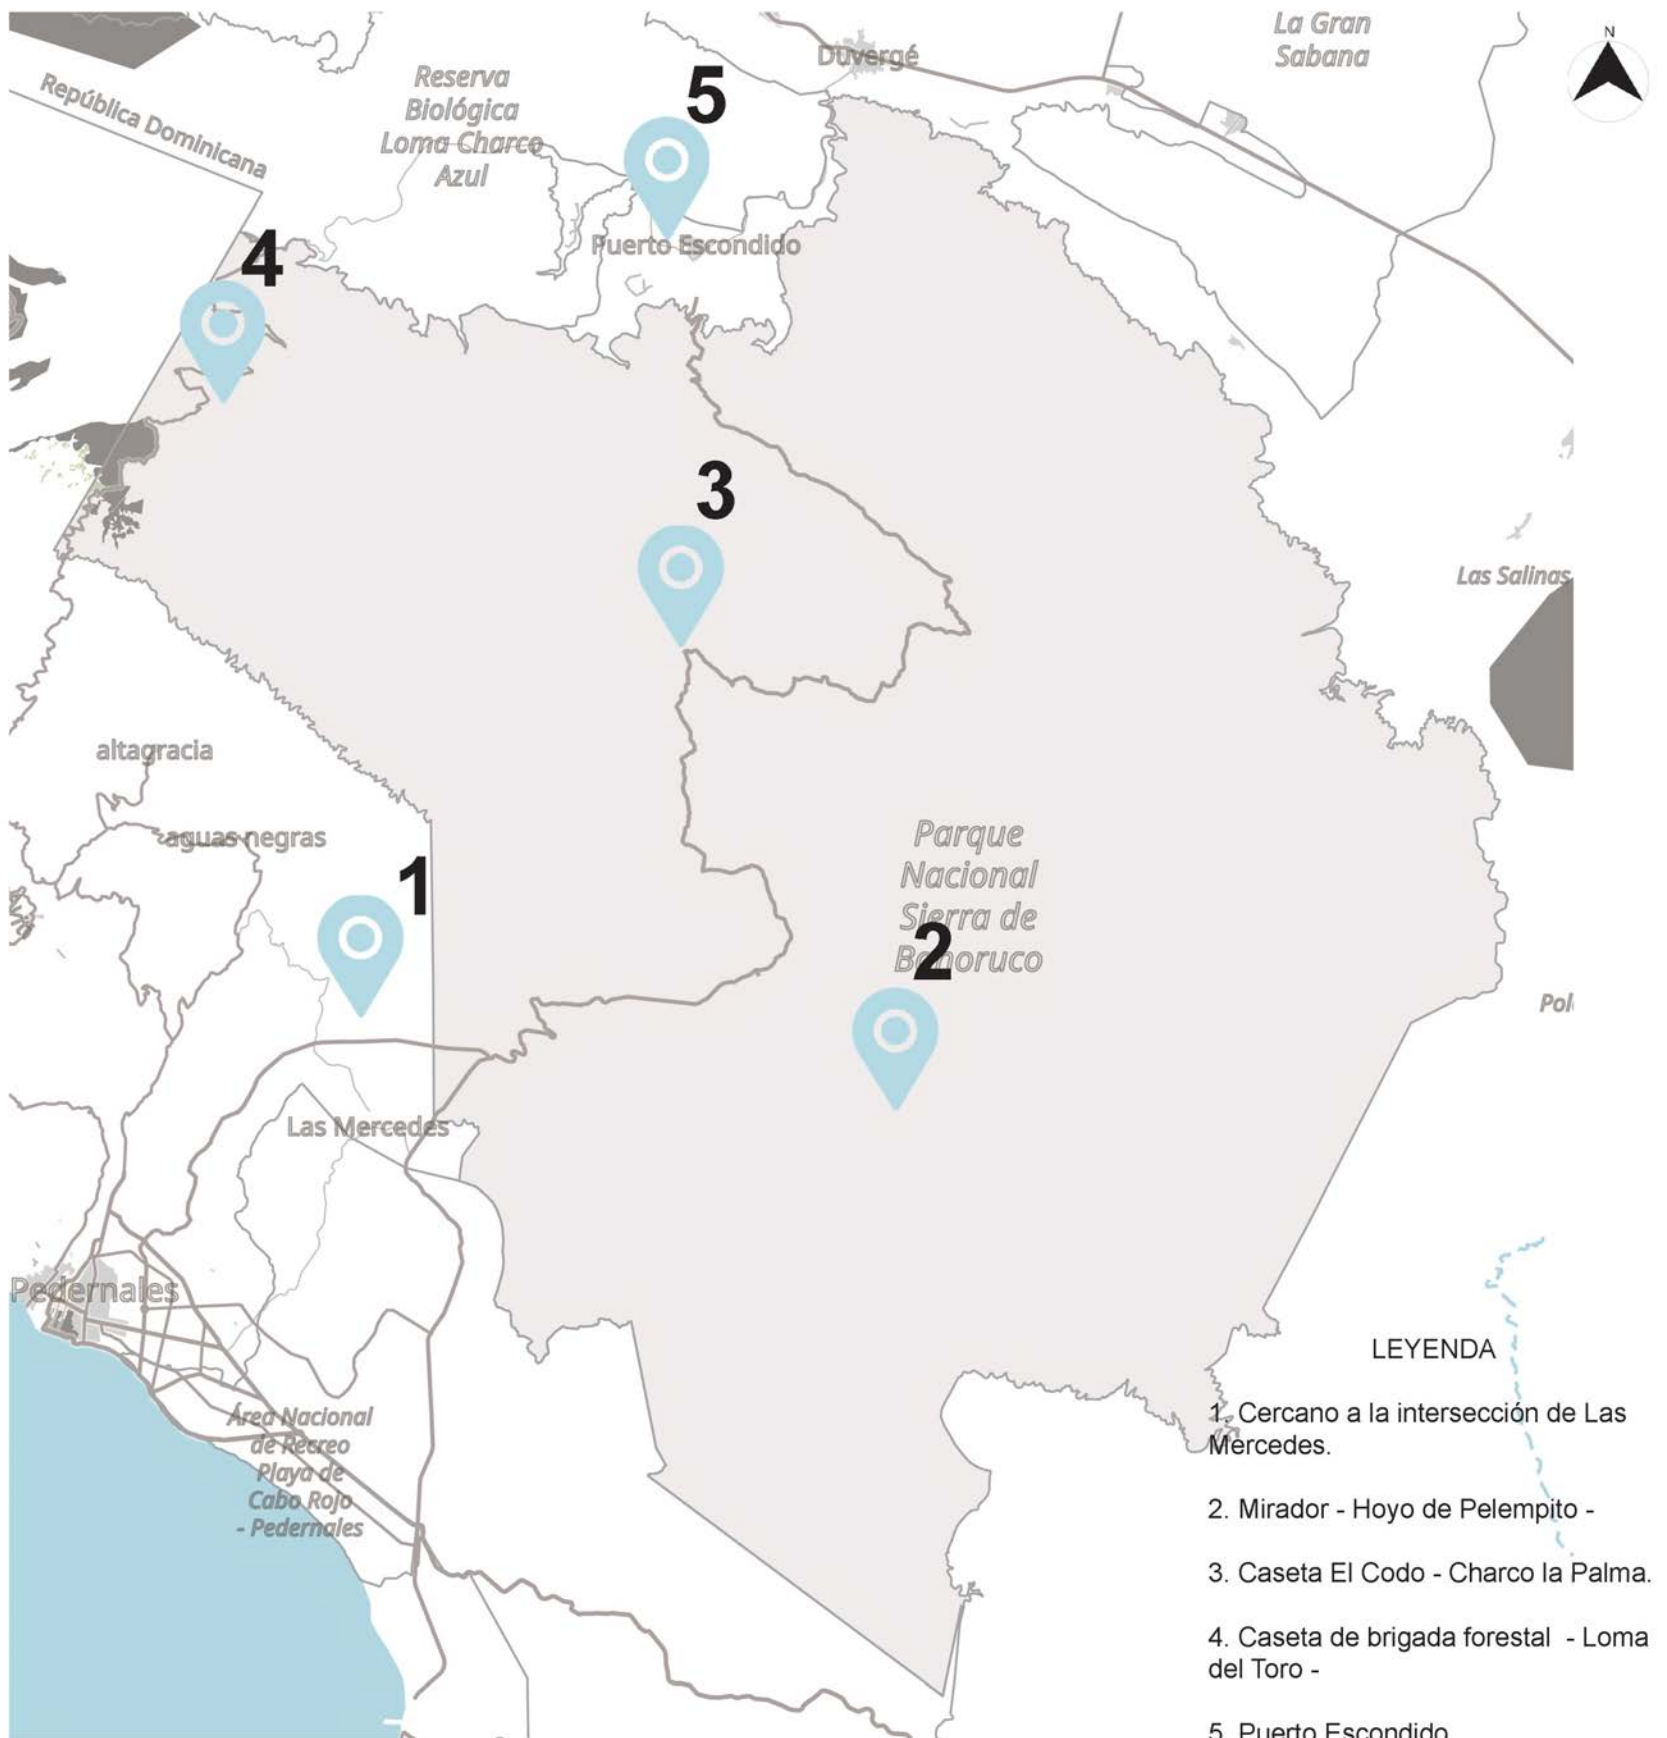 La Gran
Sabana
N
Duvergé
Reserva
Biológica
Loma Charco
Azul
5
República Dominicana
Puerto Escondido
4
3
Las Salinas
altagracia
aguas negras
1
Parque
Nacional
Sierra de
Bahoruco
2
Las Mercedes
Pedernales
Área Nacional
de Recreo
Playa de
Cabo Rojo
- Pedernales
LEYENDA
1. Cercano a la intersección de Las
Mercedes.
2. Mirador - Hoyo de Pelempito -
3. Caseta El Codo - Charco la Palma.
4. Caseta de brigada forestal - Loma
del Toro -
5. Puerto Escondido